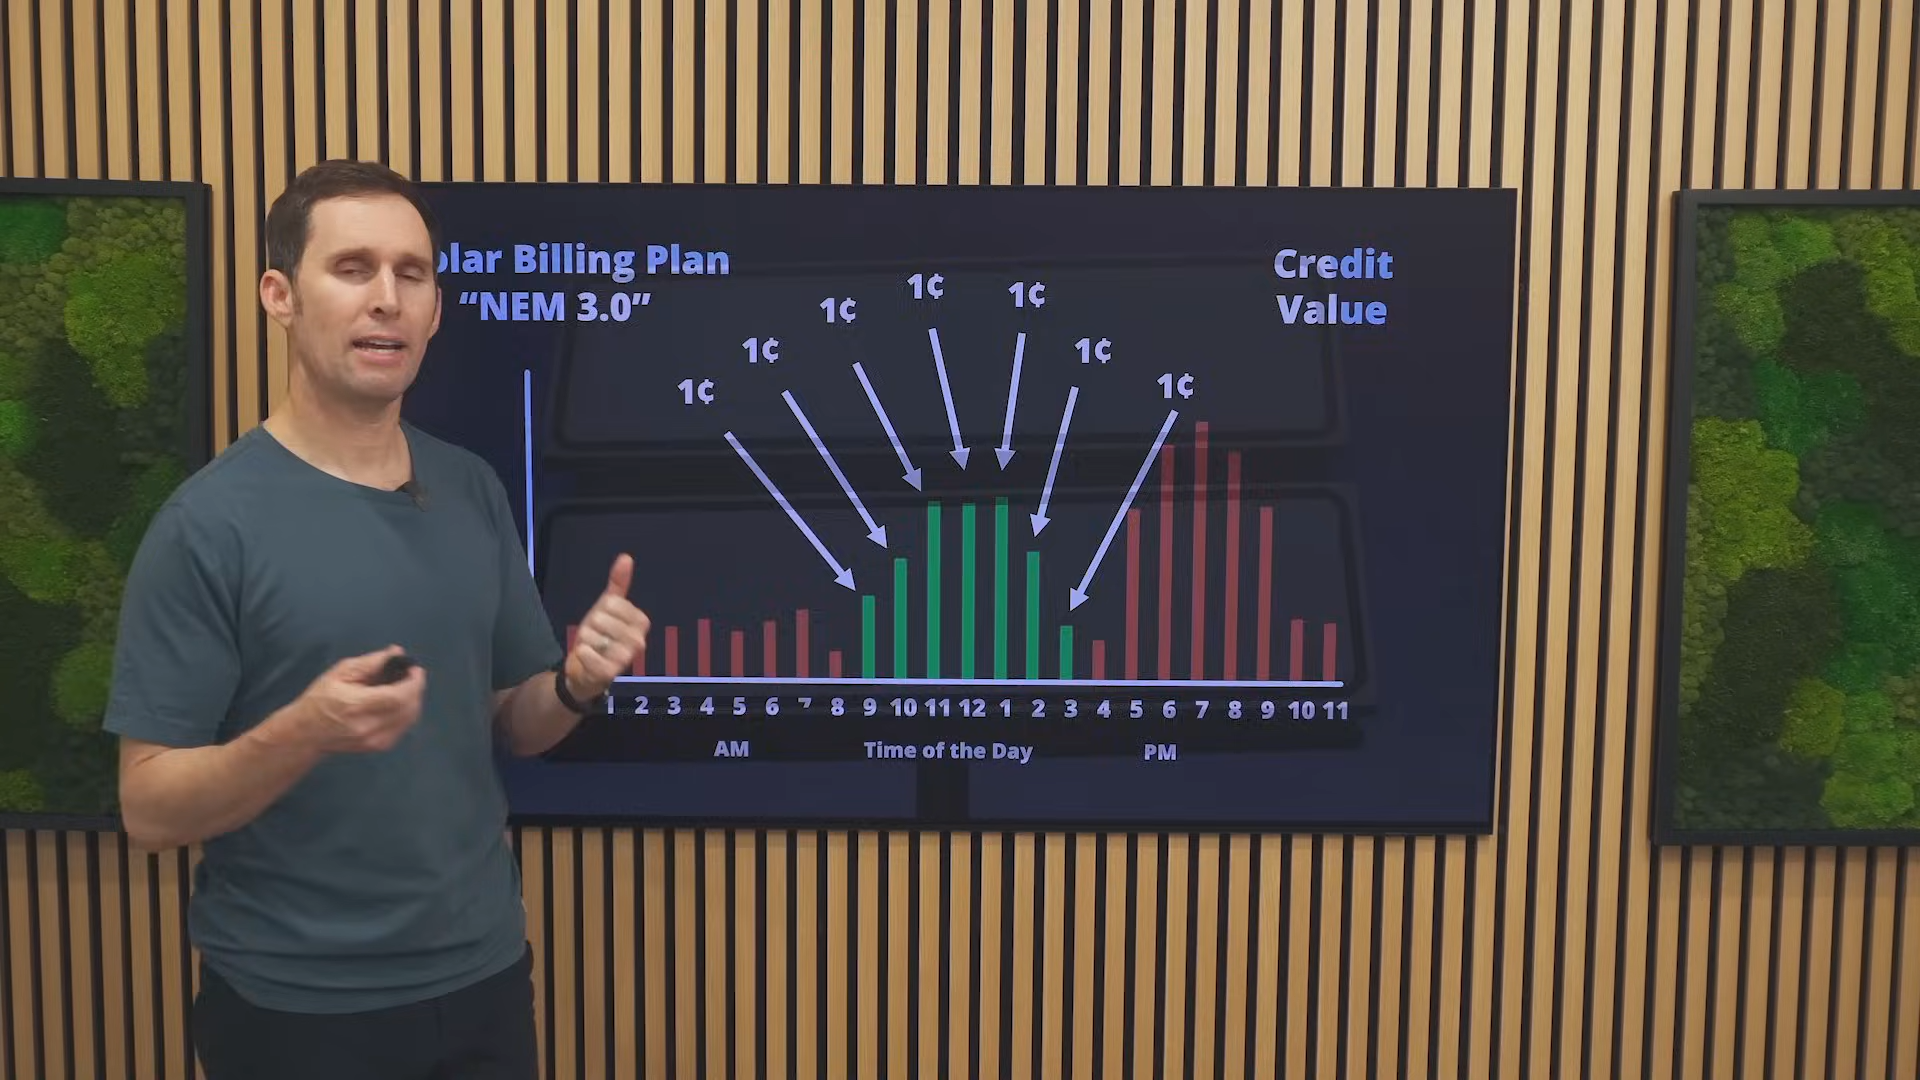 olar Billing Plan
“NEM 3.0”
Credit
Value
1¢
1¢
1¢
1¢
1¢
1¢
1¢
1 2 3 4 5 6 7 8 9 10 11 12 1 2 3 4 5 6 7 8 9 10 11
AM
Time of the Day
PM